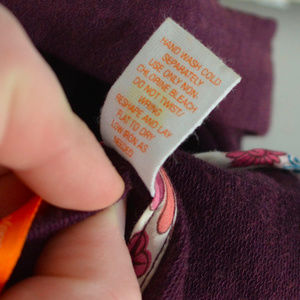 HAND WASH COLD
SEPARATELY
USE ONLY NON-
CHLORINE BLEACH
DO NOT TWIST/
WRING
RESHAPE AND LAY
FLAT TO DRY
LOW IRON AS
NEEDED